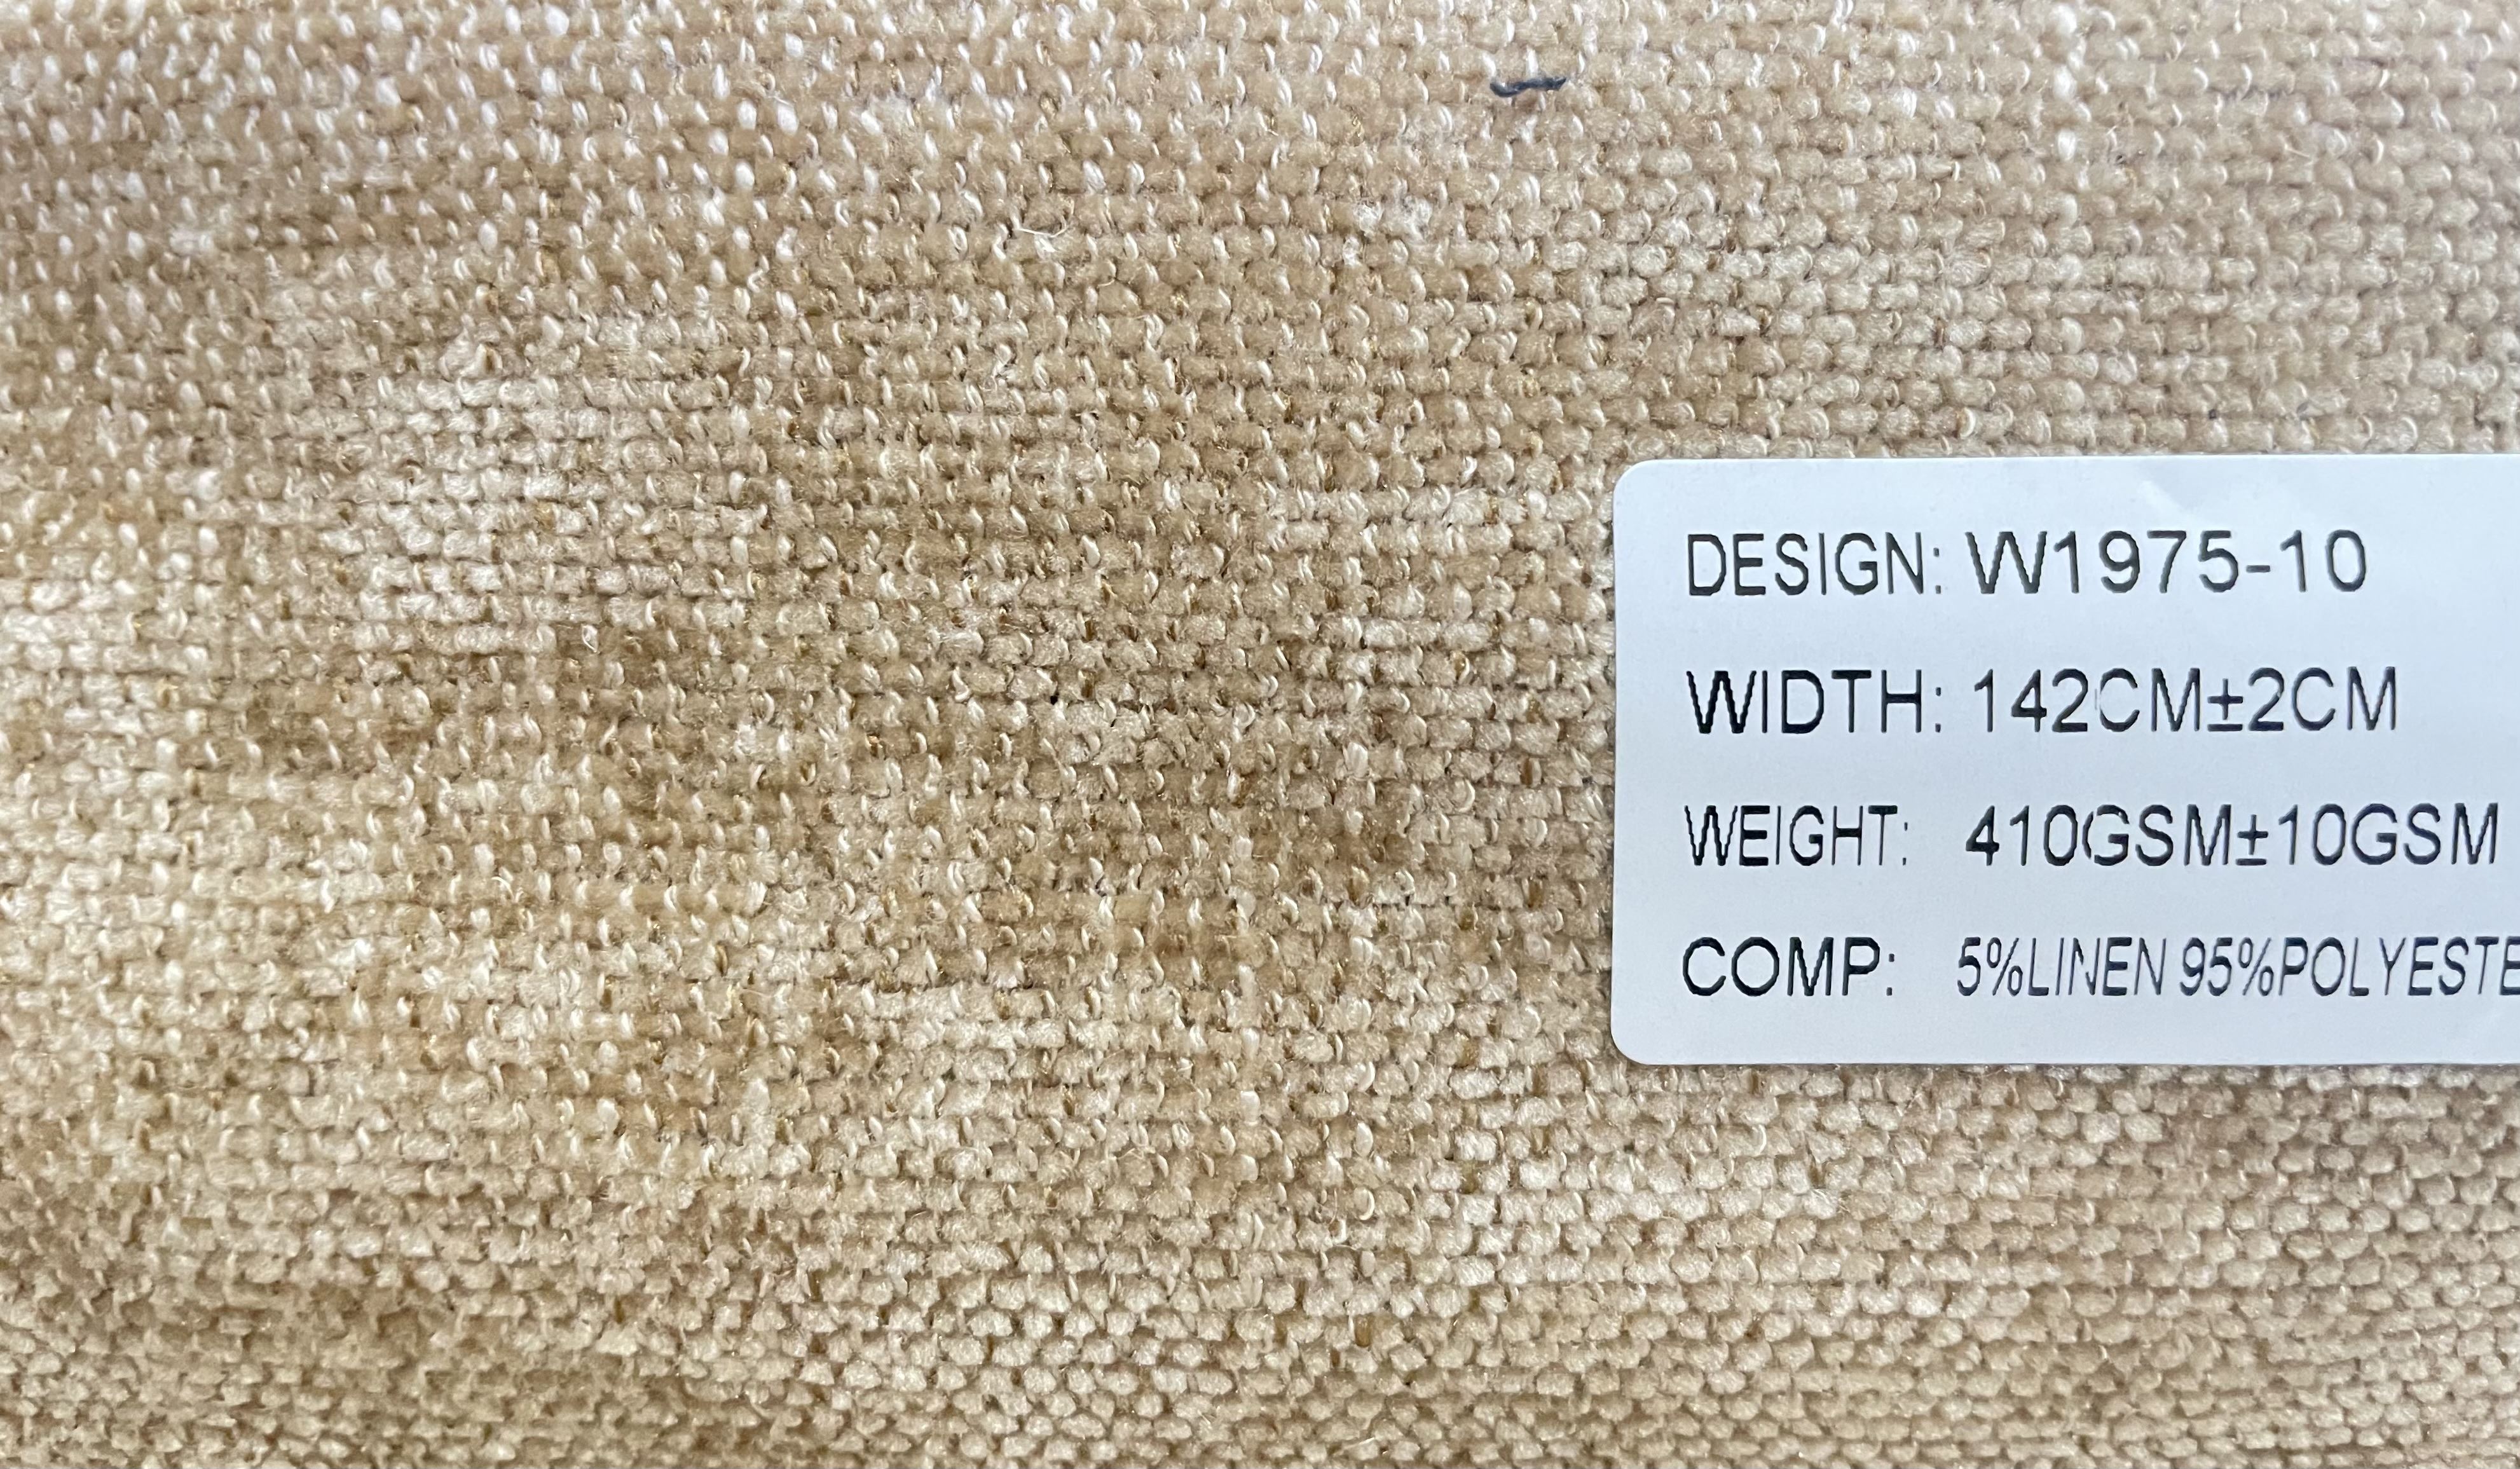 DESIGN: W1975-10
WIDTH: 142CM±2CM
WEIGHT: 410GSM±10GSM
COMP: 5%LINEN 95%POLYESTE